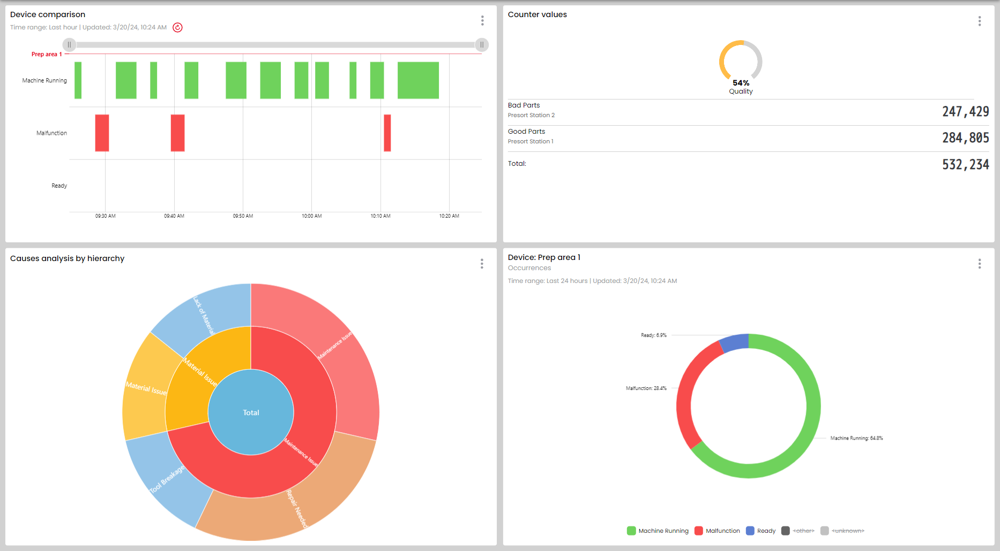 Device comparison
Time range: Last hour | Updated: 3/20/24, 10:24 AM
Prep area 1
Machine Running
Malfunction
Ready
09:30 AM 09:40 AM 09:50 AM 10:00 AM 10:10 AM 10:20 AM
Counter values
54%
Quality
Bad Parts
Presort Station 2
247,429
Good Parts
Presort Station 1
284,805
Total:
532,234
Causes analysis by hierarchy
Lack of Material
Maintenance Issue
Material Issue
Material Issue
Total
Maintenance Issue
Tool Breakage
Repair Needed
Device: Prep area 1
Occurrences
Time range: Last 24 hours | Updated: 3/20/24, 10:24 AM
Ready: 6.9%
Malfunction: 28.4%
Machine Running: 64.8%
Machine Running Malfunction Ready <other> <unknown>